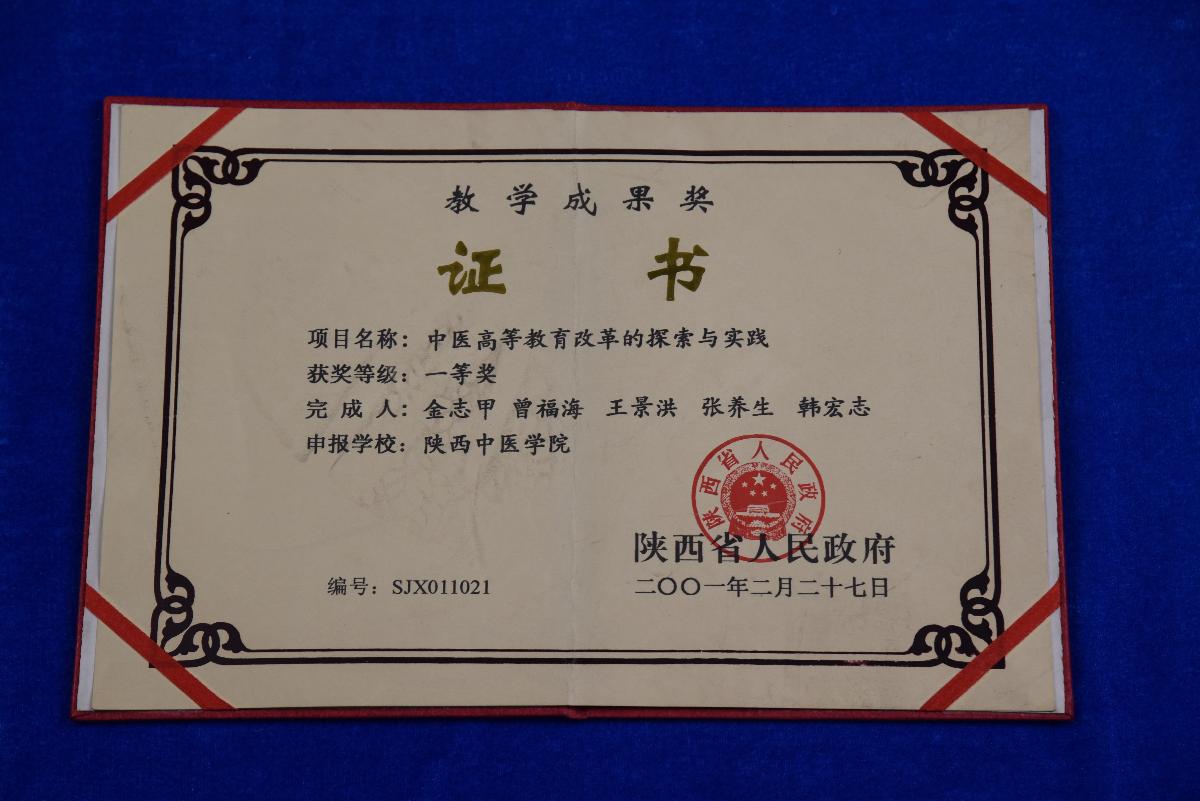 教学成果奖
证书
项目名称：中医高等教育改革的探索与实践
获奖等级：一等奖
完成人：金志甲 曾福海 王景洪 张养生 韩宏志
申报学校：陕西中医学院
陕西省人民政府
陕西省人民政府
二〇〇一年二月二十七日
编号：SJX011021